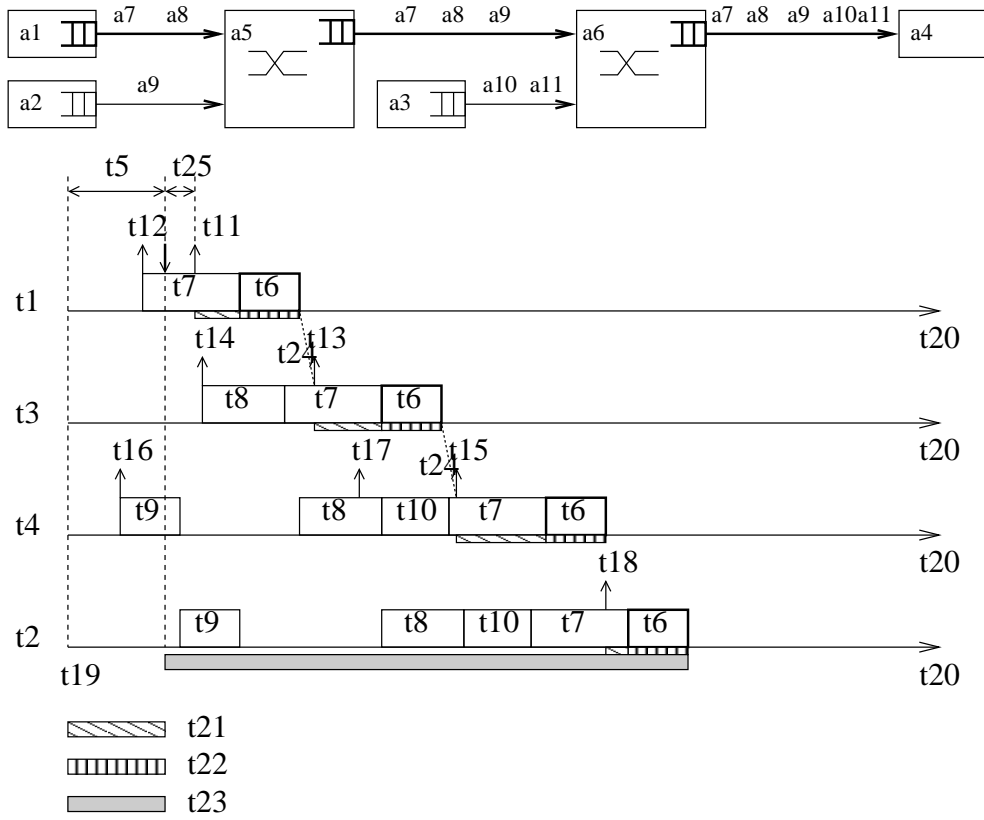 a7 a8 a7 a8 a9 a7 a8 a9 a10 a11
a1 a5 a6 a4
a9 a10 a11
a2 a3
t5 t25
t12 t11
t7 t6
t1
t20
t14 t24 t13
t8 t7 t6
t3
t20
t16 t17 t24 t15
t9 t8 t10 t7 t6
t4
t20
t18
t9 t8 t10 t7 t6
t2
t19 t20
t21
t22
t23